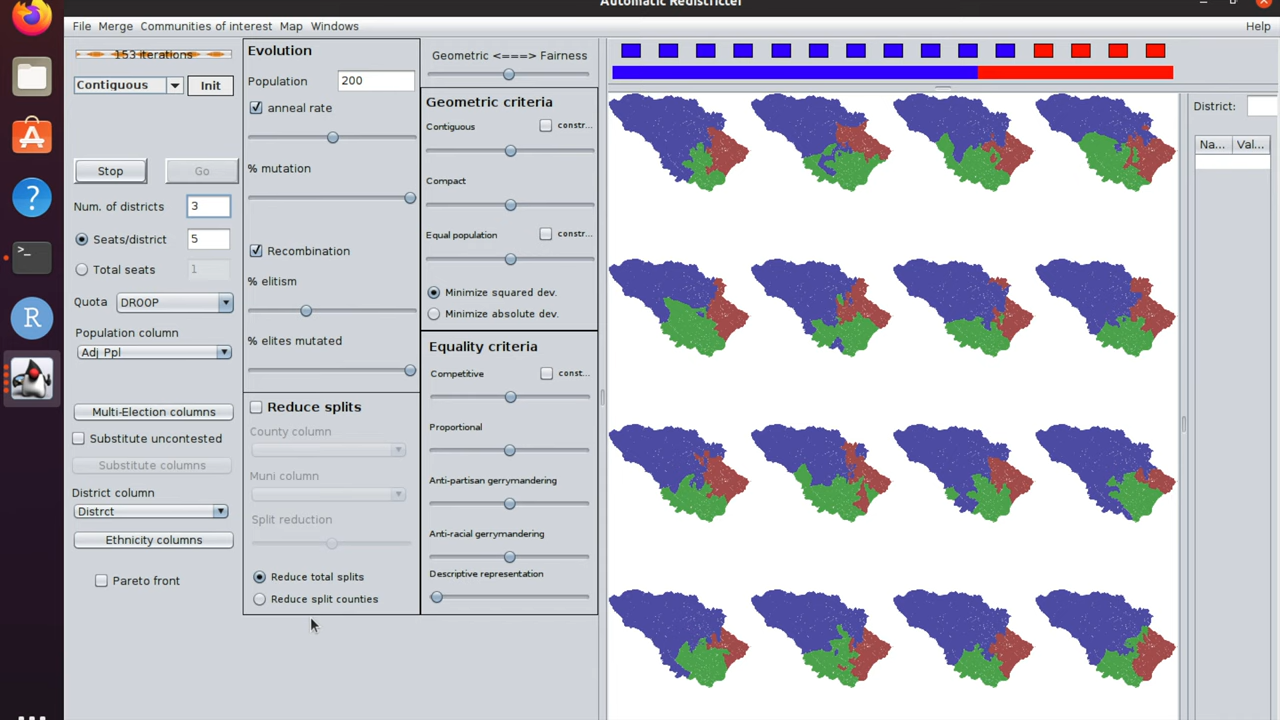 Automatic Redistricter
File Merge Communities of interest Map Windows Help
153 iterations
Contiguous Init
Stop Go
Num. of districts 3
Seats/district 5
Total seats 1
Quota DROOP
Population column
Adj Ppl
Multi-Election columns
Substitute uncontested
Substitute columns
District column
Distrct
Ethnicity columns
Pareto front
Evolution
Population 200
anneal rate
% mutation
Recombination
% elitism
% elites mutated
Reduce splits
County column
Muni column
Split reduction
Reduce total splits
Reduce split counties
Geometric <===> Fairness
Geometric criteria
Contiguous constr...
Compact
Equal population constr...
Minimize squared dev.
Minimize absolute dev.
Equality criteria
Competitive const...
Proportional
Anti-partisan gerrymandering
Anti-racial gerrymandering
Descriptive representation
District:
Na... Val...
>_
?
R